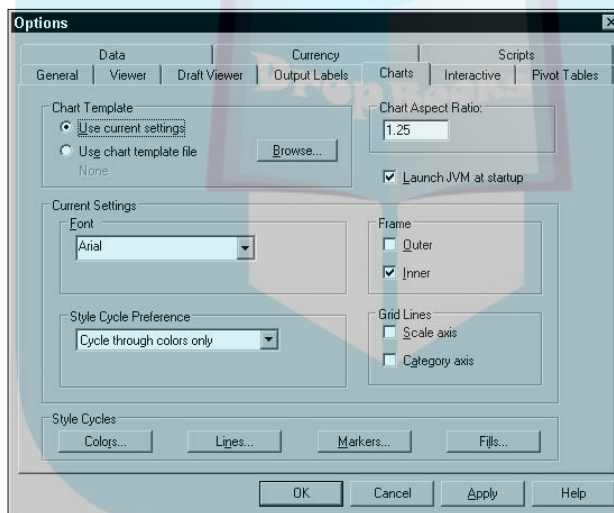 Options
Data Currency Scripts
General Viewer Draft Viewer Output Labels Charts Interactive Pivot Tables
DropBooks
Chart Template
Use current settings
Use chart template file
None
Browse...
Chart Aspect Ratio:
1.25
Launch JVM at startup
Current Settings
Font
Arial
Frame
Outer
Inner
Style Cycle Preference
Cycle through colors only
Grid Lines
Scale axis
Category axis
Style Cycles
Colors... Lines... Markers... Fills...
OK Cancel Apply Help